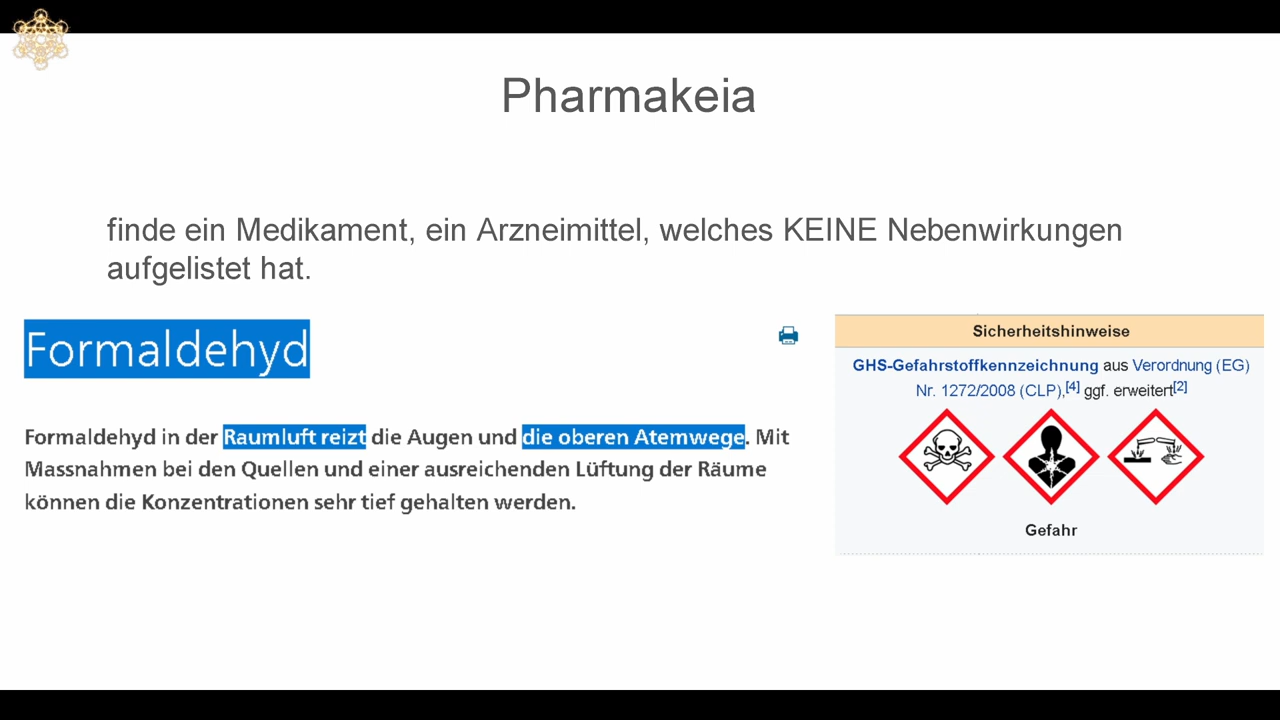 Pharmakeia
finde ein Medikament, ein Arzneimittel, welches KEINE Nebenwirkungen
aufgelistet hat.
Formaldehyd
Formaldehyd in der Raumluft reizt die Augen und die oberen Atemwege. Mit
Massnahmen bei den Quellen und einer ausreichenden Lüftung der Räume
können die Konzentrationen sehr tief gehalten werden.
Sicherheitshinweise
GHS-Gefahrstoffkennzeichnung aus Verordnung (EG)
Nr. 1272/2008 (CLP),[4] ggf. erweitert[2]
Gefahr